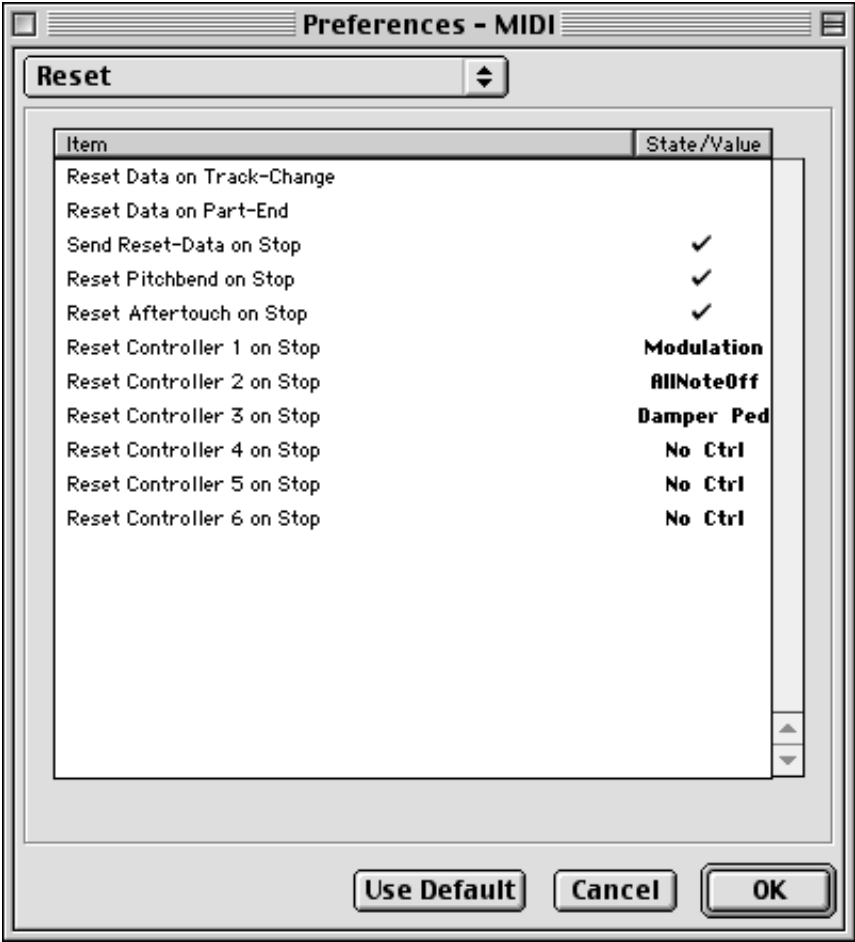 Preferences - MIDI
Reset
Item State/Value
Reset Data on Track-Change
Reset Data on Part-End
Send Reset-Data on Stop ✓
Reset Pitchbend on Stop ✓
Reset Aftertouch on Stop ✓
Reset Controller 1 on Stop Modulation
Reset Controller 2 on Stop AllNoteOff
Reset Controller 3 on Stop Damper Ped
Reset Controller 4 on Stop No Ctrl
Reset Controller 5 on Stop No Ctrl
Reset Controller 6 on Stop No Ctrl
Use Default Cancel OK